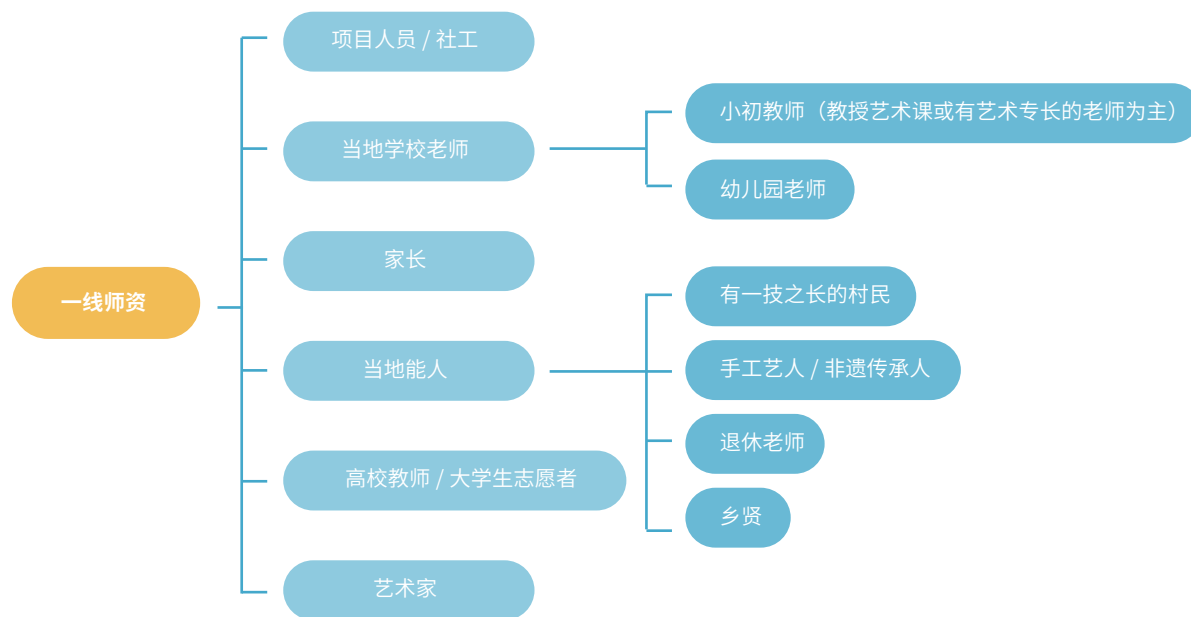 一线师资
项目人员 / 社工
当地学校老师
小初教师（教授艺术课或有艺术专长的老师为主）
幼儿园老师
家长
当地能人
有一技之长的村民
手工艺人 / 非遗传承人
退休老师
乡贤
高校教师 / 大学生志愿者
艺术家